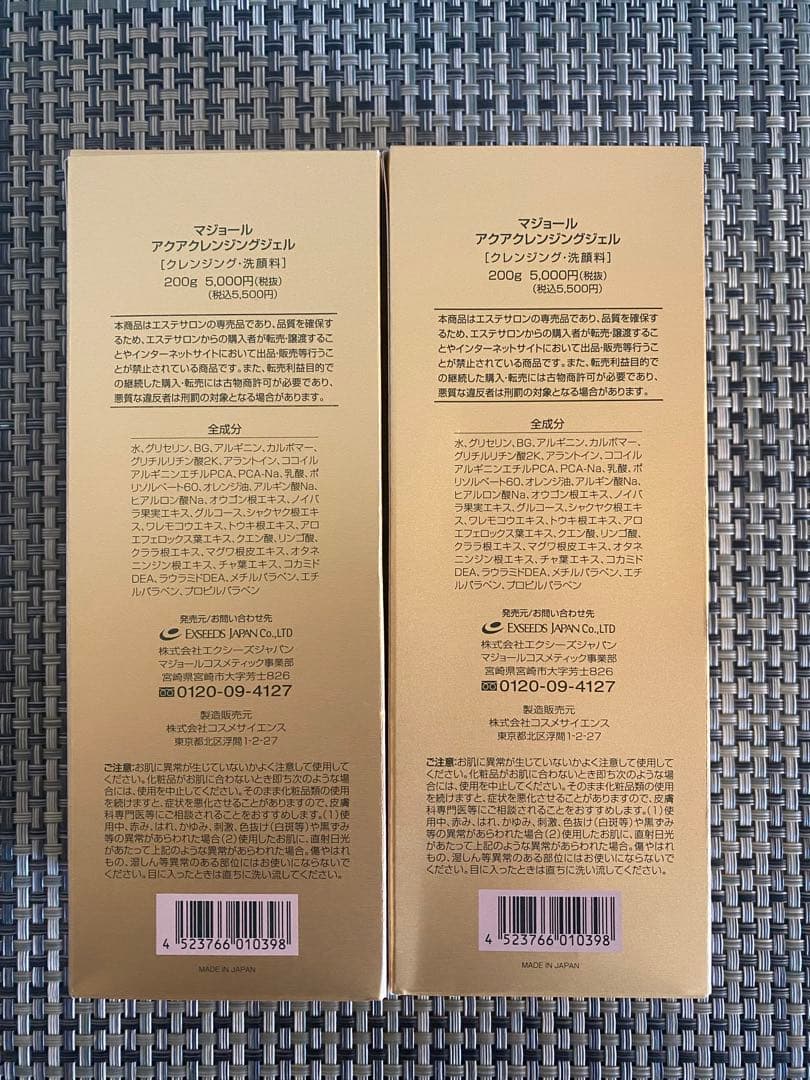 マジョール
アクアクレンジングジェル
［クレンジング・洗顔料］
200g 5,000円(税抜)
(税込5,500円)
本商品はエステサロンの専売品であり、品質を確保す
るため、エステサロンからの購入者が転売・譲渡するこ
とやインターネットサイトにおいて出品・販売等行うこ
とが禁止されている商品です。また、転売利益目的で
の継続した購入・転売には古物商許可が必要であり、
悪質な違反者は刑罰の対象となる場合があります。
全成分
水、グリセリン、BG、アルギニン、カルボマー、
グリチルリチン酸2K、アラントイン、ココイル
アルギニンエチルPCA、PCA-Na、乳酸、ポ
リソルベート60、オレンジ油、アルギン酸Na、
ヒアルロン酸Na、オウゴン根エキス、ノイバ
ラ果実エキス、グルコース、シャクヤク根エキ
ス、ワレモコウエキス、トウキ根エキス、アロ
エフェロックス葉エキス、クエン酸、リンゴ酸、
クララ根エキス、マグワ根皮エキス、オタネ
ニンジン根エキス、チャ葉エキス、コカミド
DEA、ラウラミドDEA、メチルパラベン、エチ
ルパラベン、プロピルパラベン
発売元/お問い合わせ先
EXSEEDS JAPAN CO.,LTD
株式会社エクシーズジャパン
マジョールコスメティック事業部
宮崎県宮崎市大字芳士826
0120-09-4127
製造販売元
株式会社コスメサイエンス
東京都北区浮間1-2-27
ご注意:お肌に異常が生じていないかよく注意して使用して
ください。化粧品がお肌に合わないとき即ち次のような場
合には、使用を中止してください。そのまま化粧品類の使用
を続けますと、症状を悪化させることがありますので、皮膚
科専門医等にご相談されることをおすすめします。(1)使
用中、赤み、はれ、かゆみ、刺激、色抜け(白斑等)や黒ずみ
等の異常があらわれた場合(2)使用したお肌に、直射日光
があたって上記のような異常があらわれた場合。傷やはれ
もの、湿しん等異常のある部位にはお使いにならないで
ください。目に入ったときは直ちに洗い流してください。
4 523766 010398
MADE IN JAPAN
マジョール
アクアクレンジングジェル
［クレンジング・洗顔料］
200g 5,000円(税抜)
(税込5,500円)
本商品はエステサロンの専売品であり、品質を確保す
るため、エステサロンからの購入者が転売・譲渡するこ
とやインターネットサイトにおいて出品・販売等行うこ
とが禁止されている商品です。また、転売利益目的で
の継続した購入・転売には古物商許可が必要であり、
悪質な違反者は刑罰の対象となる場合があります。
全成分
水、グリセリン、BG、アルギニン、カルボマー、
グリチルリチン酸2K、アラントイン、ココイル
アルギニンエチルPCA、PCA-Na、乳酸、ポ
リソルベート60、オレンジ油、アルギン酸Na、
ヒアルロン酸Na、オウゴン根エキス、ノイバ
ラ果実エキス、グルコース、シャクヤク根エキ
ス、ワレモコウエキス、トウキ根エキス、アロ
エフェロックス葉エキス、クエン酸、リンゴ酸、
クララ根エキス、マグワ根皮エキス、オタネ
ニンジン根エキス、チャ葉エキス、コカミド
DEA、ラウラミドDEA、メチルパラベン、エチ
ルパラベン、プロピルパラベン
発売元/お問い合わせ先
EXSEEDS JAPAN CO.,LTD
株式会社エクシーズジャパン
マジョールコスメティック事業部
宮崎県宮崎市大字芳士826
0120-09-4127
製造販売元
株式会社コスメサイエンス
東京都北区浮間1-2-27
ご注意:お肌に異常が生じていないかよく注意して使用して
ください。化粧品がお肌に合わないとき即ち次のような場
合には、使用を中止してください。そのまま化粧品類の使用
を続けますと、症状を悪化させることがありますので、皮膚
科専門医等にご相談されることをおすすめします。(1)使
用中、赤み、はれ、かゆみ、刺激、色抜け(白斑等)や黒ずみ
等の異常があらわれた場合(2)使用したお肌に、直射日光
があたって上記のような異常があらわれた場合。傷やはれ
もの、湿しん等異常のある部位にはお使いにならないで
ください。目に入ったときは直ちに洗い流してください。
4 523766 010398
MADE IN JAPAN